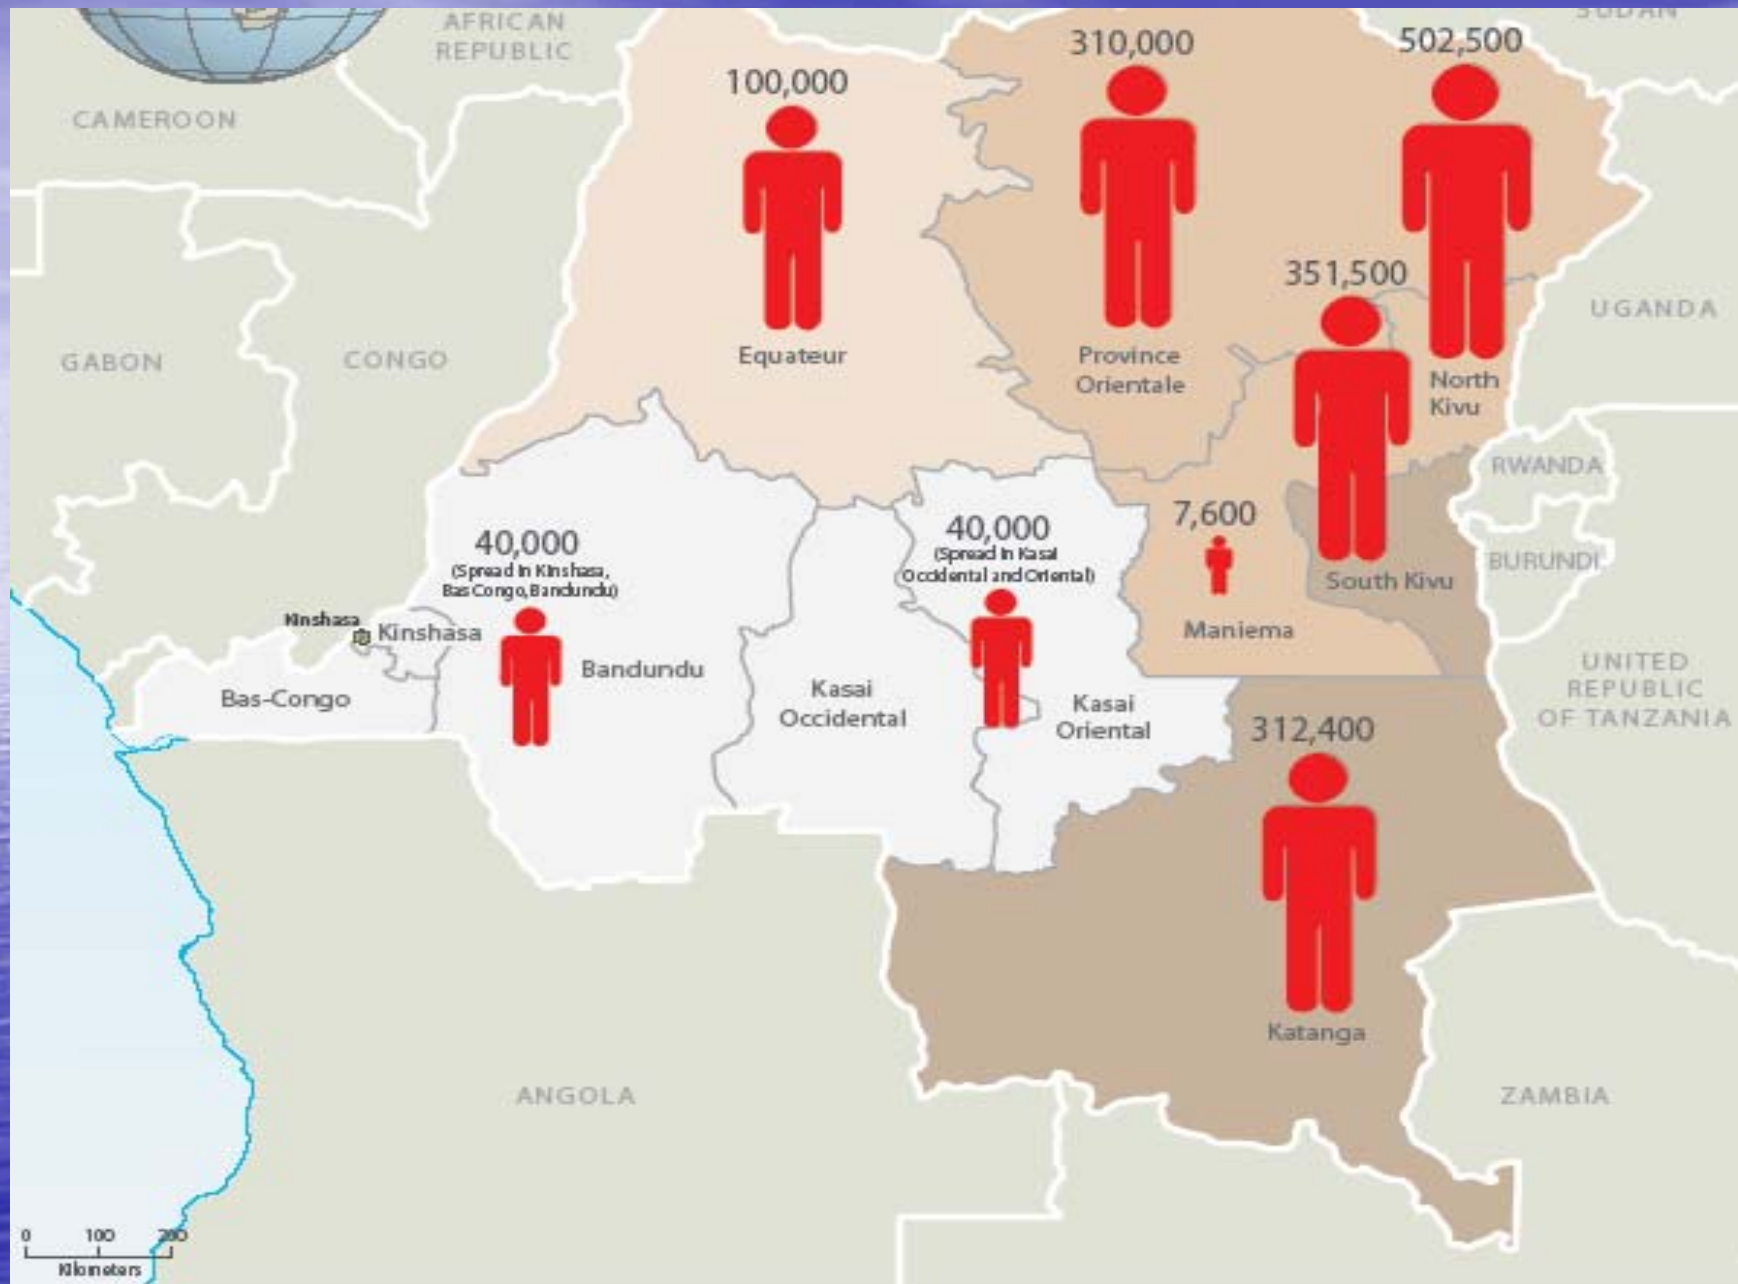 AFRICAN
REPUBLIC
SUDAN
CAMEROON
310,000
502,500
100,000
351,500
UGANDA
GABON
CONGO
Equateur
Province
Orientale
North
Kivu
RWANDA
7,600
40,000
(Spread in Kinshasa,
Bas Congo, Bandundu)
40,000
(Spread in Kasai
Occidental and Oriental)
BURUNDI
South Kivu
Kinshasa
Kinshasa
Maniema
Bandundu
Bas-Congo
Kasai
Occidental
Kasai
Oriental
UNITED
REPUBLIC
OF TANZANIA
312,400
Katanga
ANGOLA
ZAMBIA
0 100 200
Kilometers